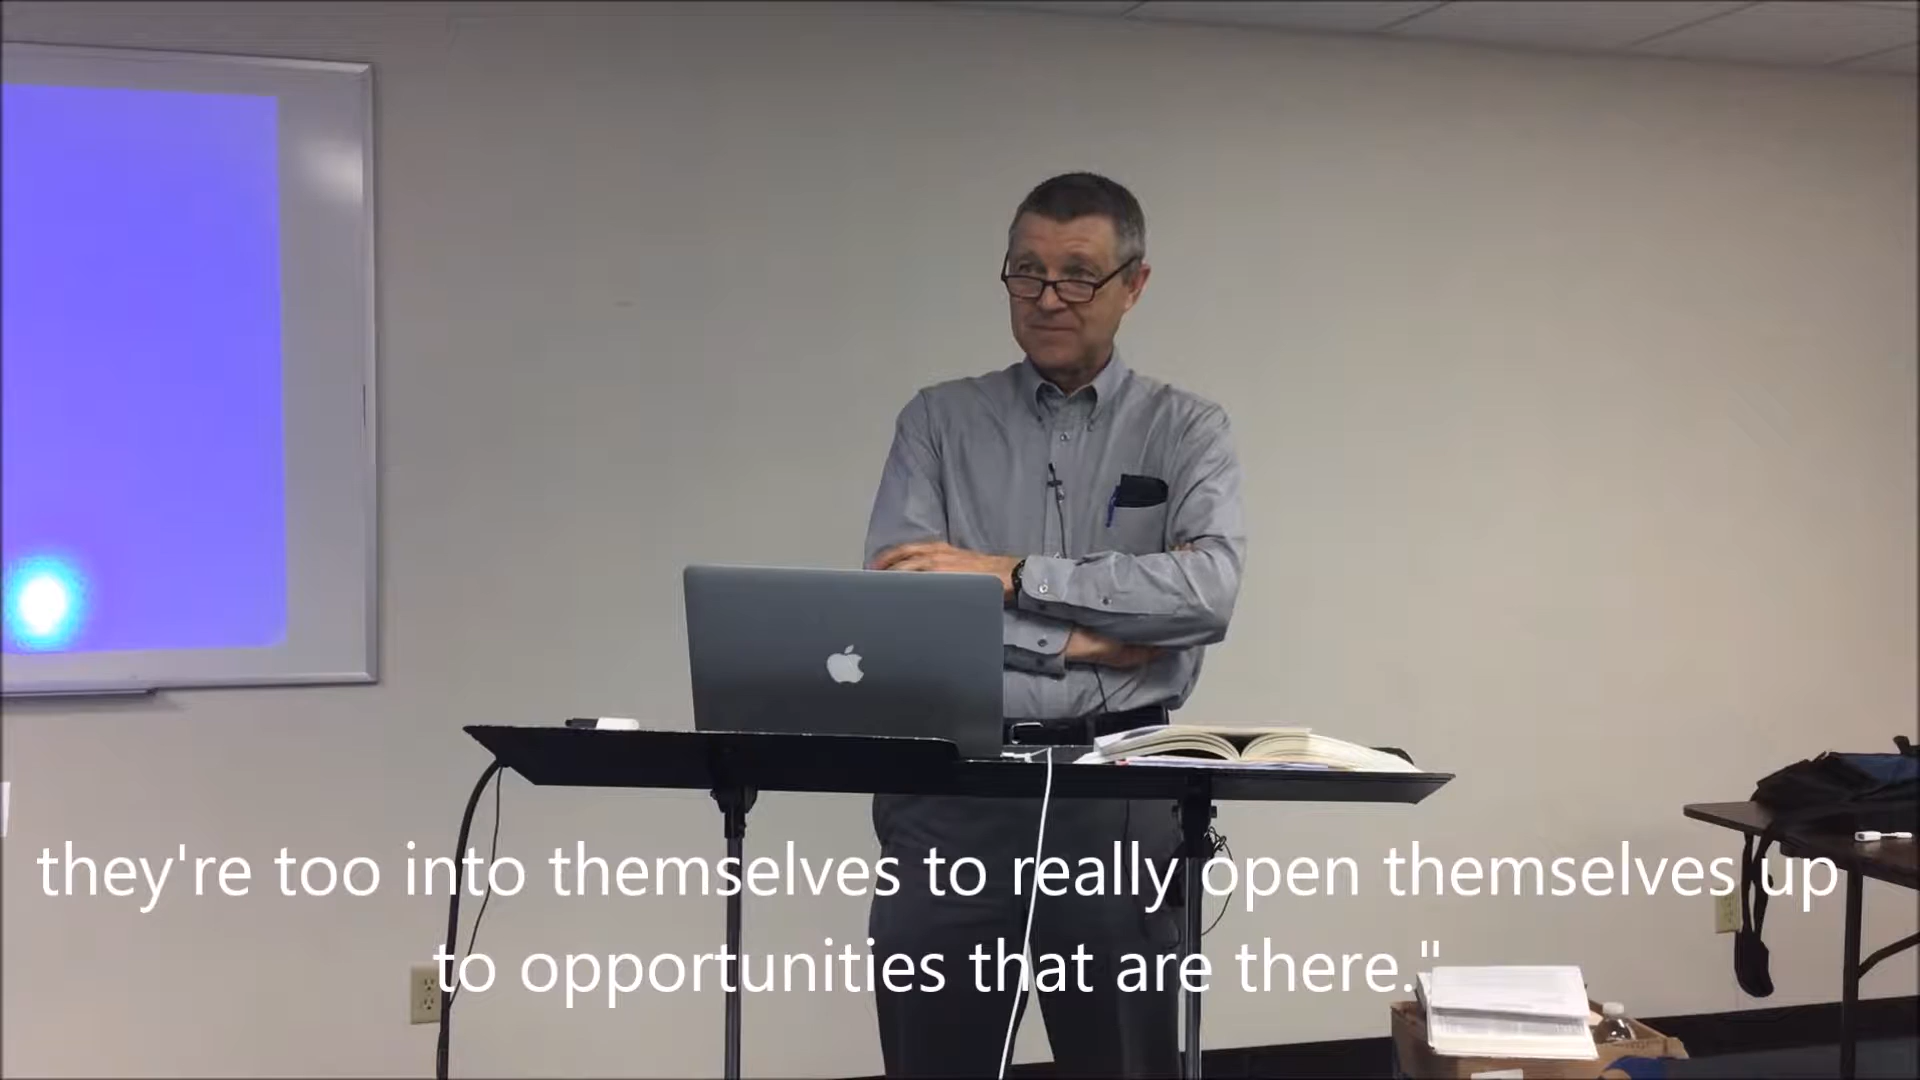 they're too into themselves to really open themselves up
to opportunities that are there."